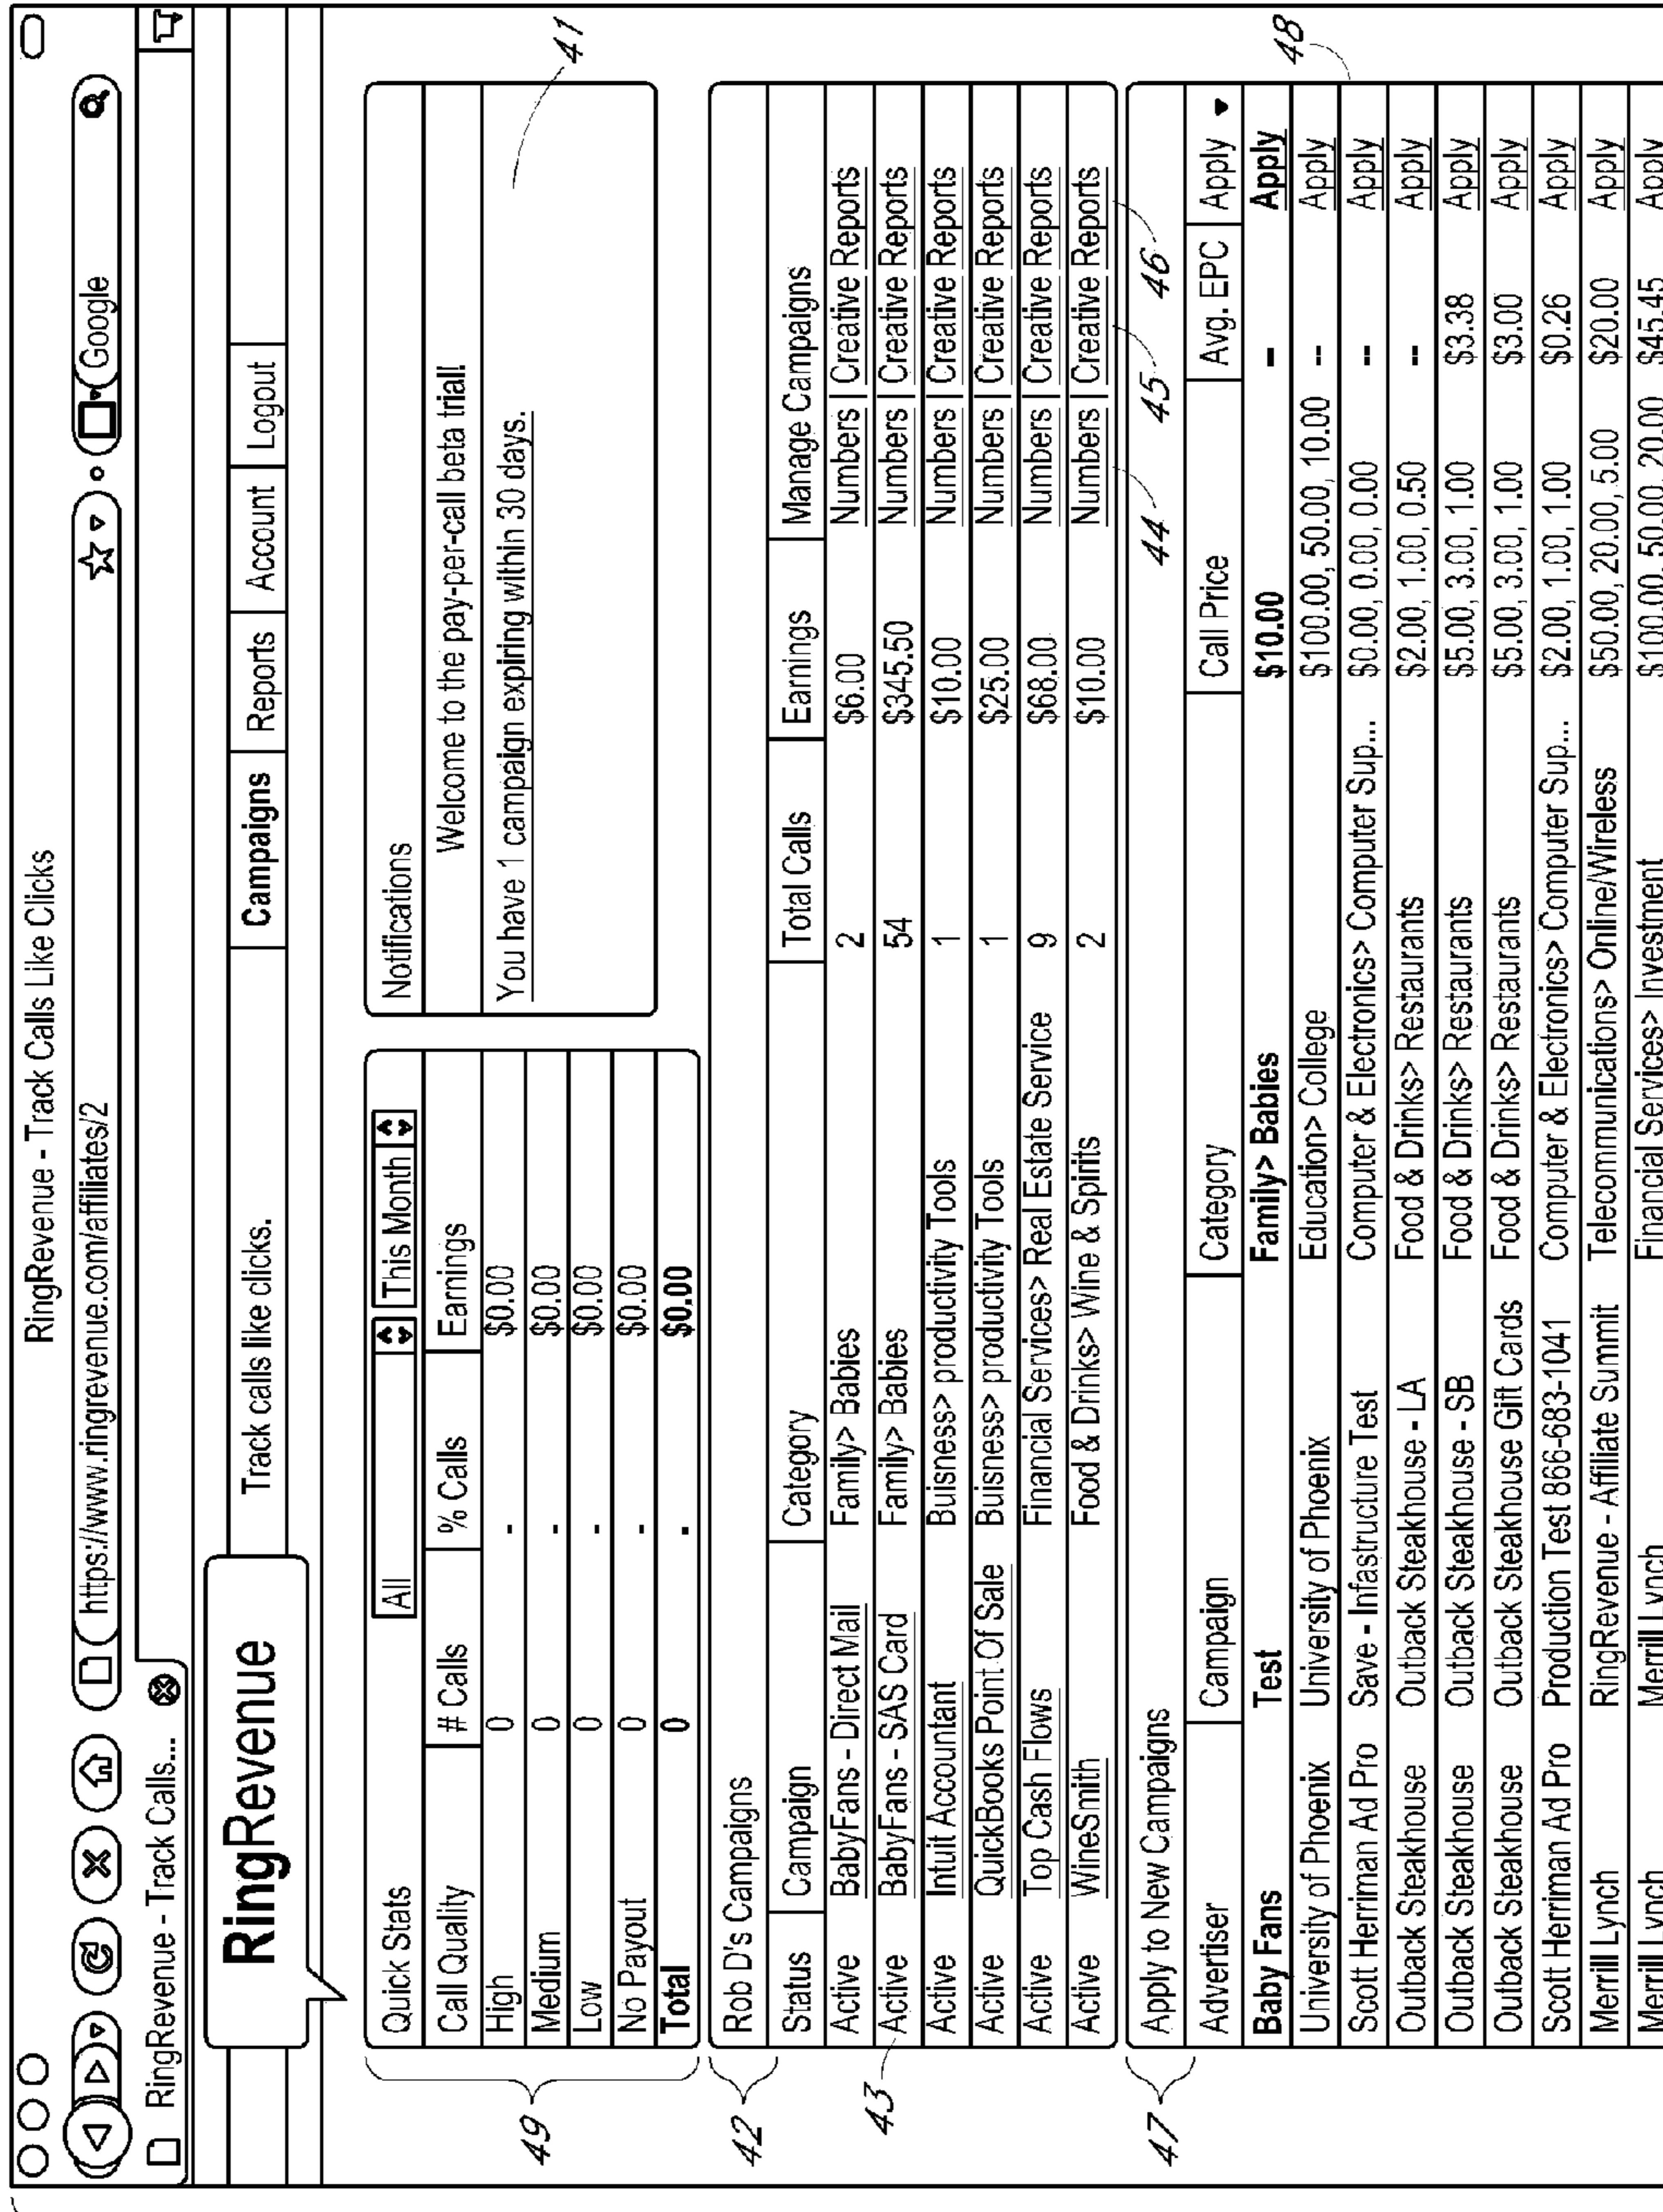 RingRevenue - Track Calls Like Clicks
https://www.ringrevenue.com/affiliates/2 Google
RingRevenue - Track Calls...
RingRevenue Track calls like clicks. Campaigns Reports Account Logout
Quick Stats All This Month
Call Quality # Calls % Calls Earnings
High 0 - $0.00
Medium 0 - $0.00
Low 0 - $0.00
No Payout 0 - $0.00
Total 0 - $0.00
49
Notifications
Welcome to the pay-per-call beta trial!
You have 1 campaign expiring within 30 days.
41
42
Rob D's Campaigns
Status Campaign Category Total Calls Earnings Manage Campaigns
Active BabyFans - Direct Mail Family> Babies 2 $6.00 Numbers | Creative Reports
43 Active BabyFans - SAS Card Family> Babies 54 $345.50 Numbers | Creative Reports
Active Intuit Accountant Buisness> productivity Tools 1 $10.00 Numbers | Creative Reports
Active QuickBooks Point Of Sale Buisness> productivity Tools 1 $25.00 Numbers | Creative Reports
Active Top Cash Flows Financial Services> Real Estate Service 9 $68.00 Numbers | Creative Reports
Active WineSmith Food & Drinks> Wine & Spirits 2 $10.00 Numbers | Creative Reports
44 45 46
47
Apply to New Campaigns
Advertiser Campaign Category Call Price Avg. EPC Apply
Baby Fans Test Family> Babies $10.00 -- Apply
University of Phoenix University of Phoenix Education> College $100.00, 50.00, 10.00 -- Apply
48
Scott Herriman Ad Pro Save - Infastructure Test Computer & Electronics> Computer Sup... $0.00, 0.00, 0.00 -- Apply
Outback Steakhouse Outback Steakhouse - LA Food & Drinks> Restaurants $2.00, 1.00, 0.50 -- Apply
Outback Steakhouse Outback Steakhouse - SB Food & Drinks> Restaurants $5.00, 3.00, 1.00 $3.38 Apply
Outback Steakhouse Outback Steakhouse Gift Cards Food & Drinks> Restaurants $5.00, 3.00, 1.00 $3.00 Apply
Scott Herriman Ad Pro Production Test 866-683-1041 Computer & Electronics> Computer Sup... $2.00, 1.00, 1.00 $0.26 Apply
Merrill Lynch RingRevenue - Affiliate Summit Telecommunications> Online/Wireless $50.00, 20.00, 5.00 $20.00 Apply
Merrill Lynch Merrill Lynch Financial Services> Investment $100.00, 50.00, 20.00 $45.45 Apply